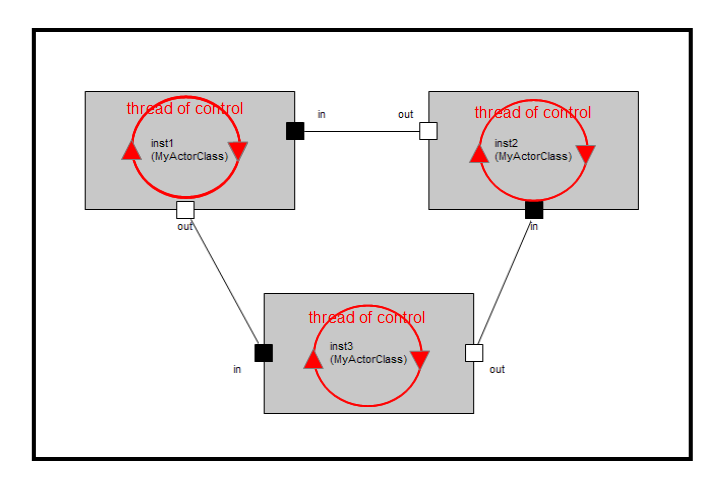 thread of control
inst1
(MyActorClass)
in
out
out
thread of control
inst2
(MyActorClass)
in
thread of control
inst3
(MyActorClass)
in
out